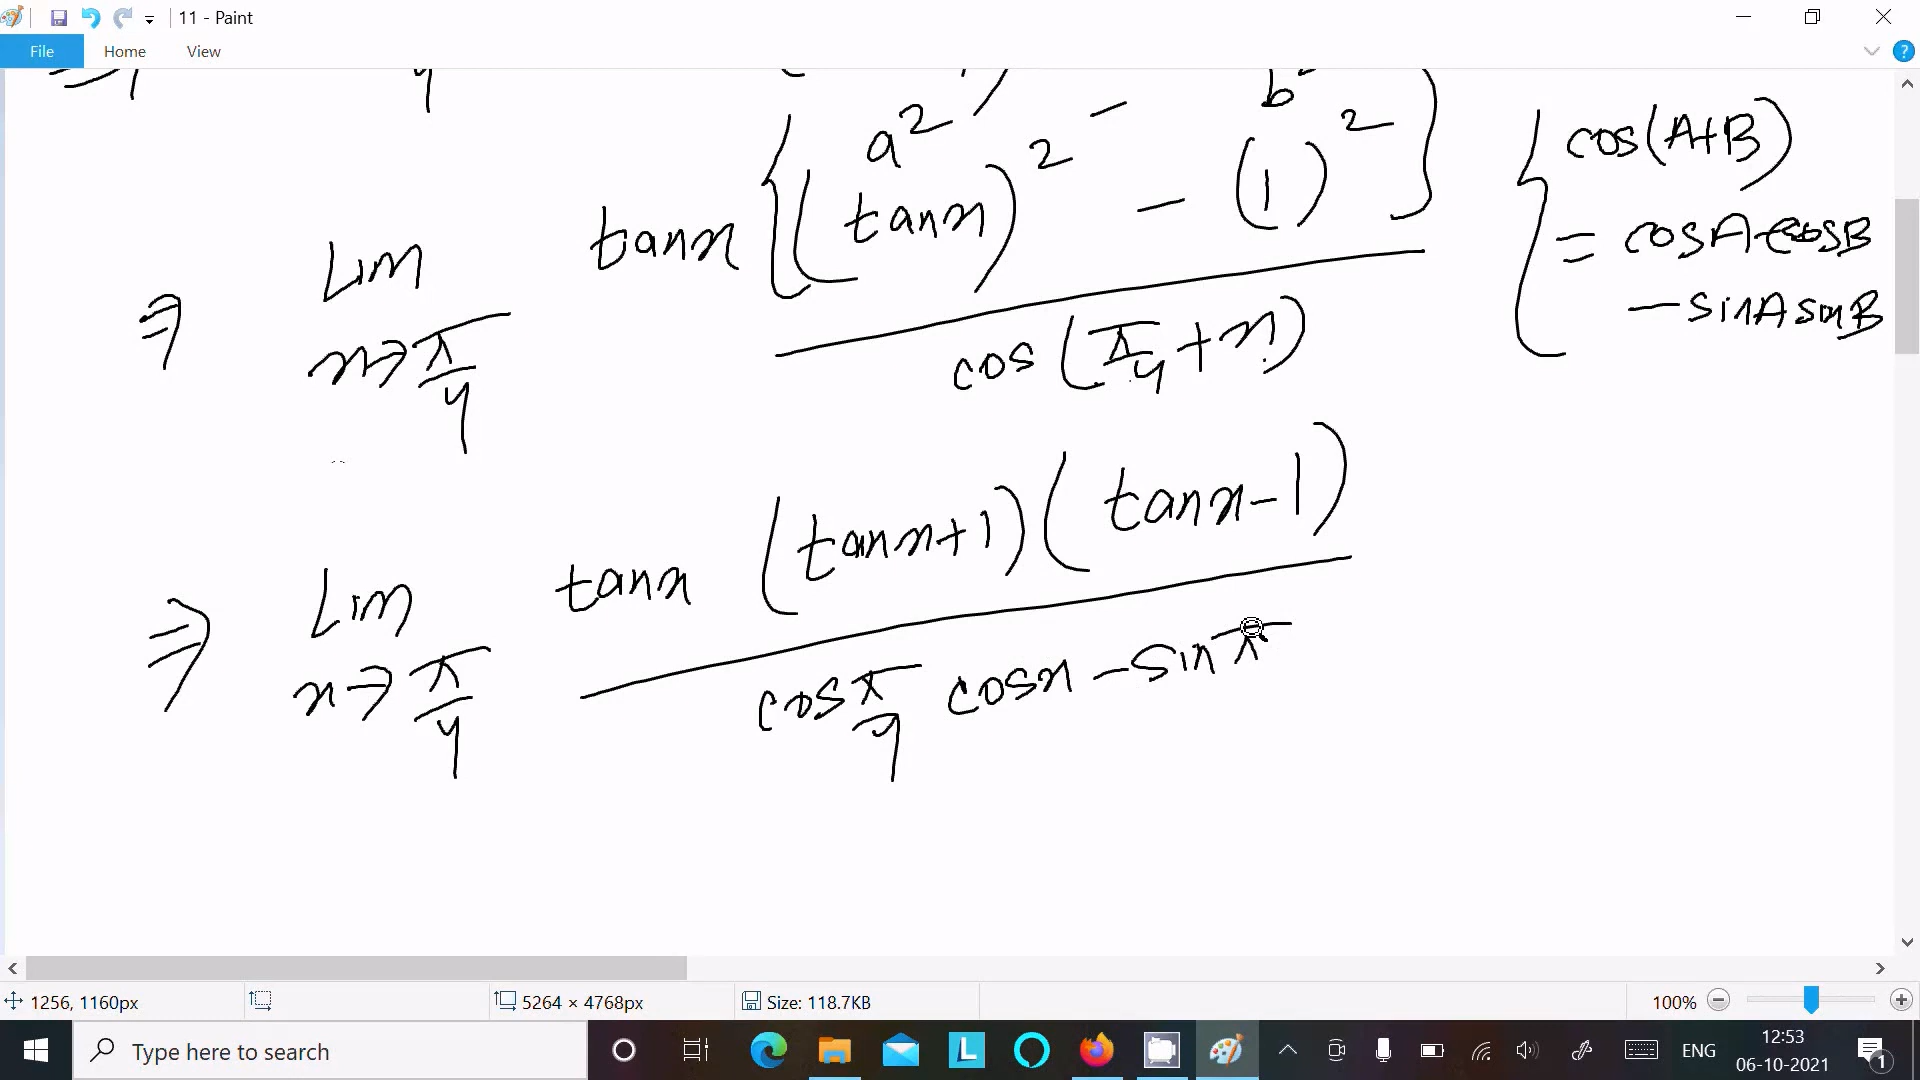 11 - Paint
File Home View
a² b²
⇒ Lim x→π/4 tanx {(tanx)² - (1)²}
cos(π/4+x)
cos(A+B)
= cosA cosB
- sinA sinB
⇒ Lim x→π/4 tanx (tanx+1)(tanx-1)
cos π/4 cosx - sin π
1256, 1160px 5264 × 4768px Size: 118.7KB 100%
Type here to search
ENG
12:53
06-10-2021
1